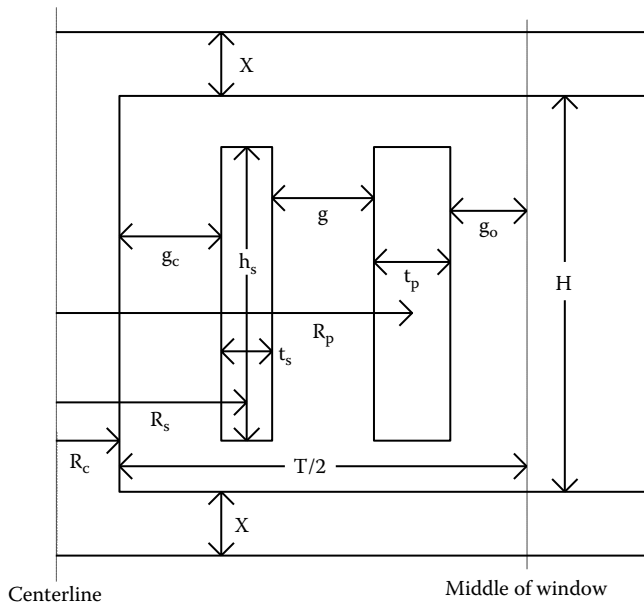 X
g
g_o
g_c
h_s
t_p
H
R_p
t_s
R_s
R_c
T/2
X
Centerline
Middle of window